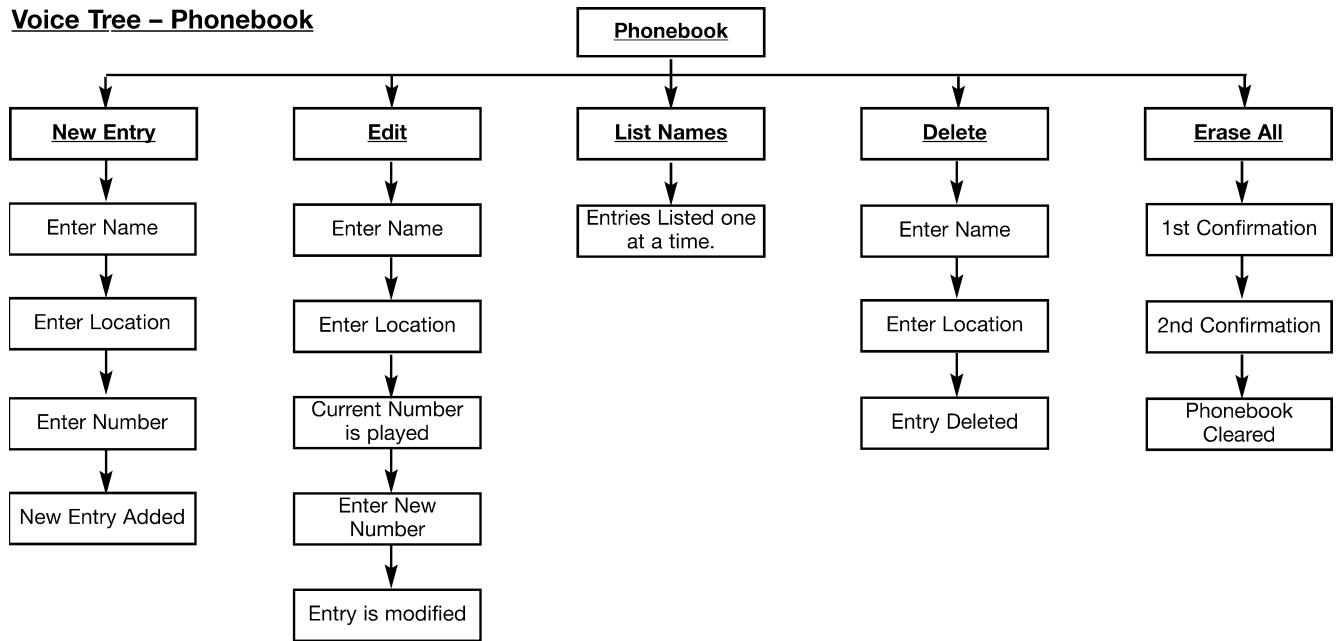 Voice Tree – Phonebook
Phonebook
New Entry
Edit
List Names
Delete
Erase All
Enter Name
Enter Name
Entries Listed one
at a time.
Enter Name
1st Confirmation
Enter Location
Enter Location
Enter Location
2nd Confirmation
Enter Number
Current Number
is played
Entry Deleted
Phonebook
Cleared
New Entry Added
Enter New
Number
Entry is modified